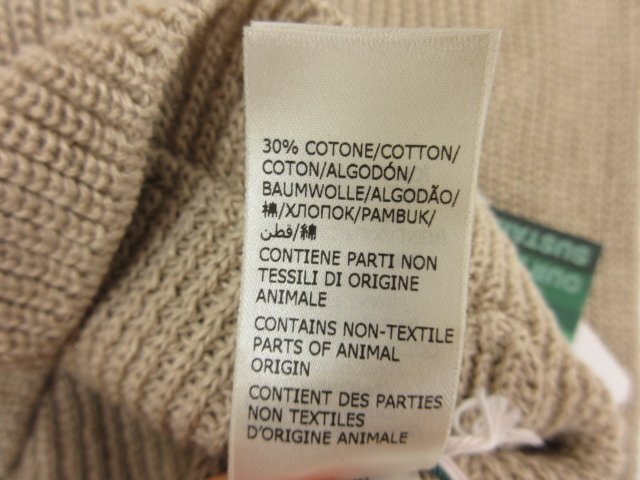 30% COTONE/COTTON/
COTON/ALGODÓN/
BAUMWOLLE/ALGODÃO/
棉/ХЛОПОК/PAMBUK/
قطن/綿
CONTIENE PARTI NON
TESSILI DI ORIGINE
ANIMALE
CONTAINS NON-TEXTILE
PARTS OF ANIMAL
ORIGIN
CONTIENT DES PARTIES
NON TEXTILES
D'ORIGINE ANIMALE